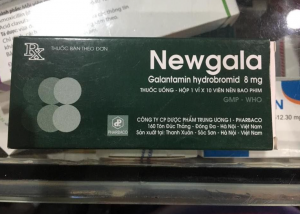 Rx THUỐC BÁN THEO ĐƠN
Newgala
Galantamin hydrobromid 8 mg
THUỐC UỐNG - HỘP 1 VỈ X 10 VIÊN NÉN BAO PHIM
GMP - WHO
PHARBACO
CÔNG TY CP DƯỢC PHẨM TRUNG ƯƠNG I - PHARBACO
160 Tôn Đức Thắng - Đống Đa - Hà Nội - Việt Nam
Sản xuất tại: Thanh Xuân - Sóc Sơn - Hà Nội - Việt Nam